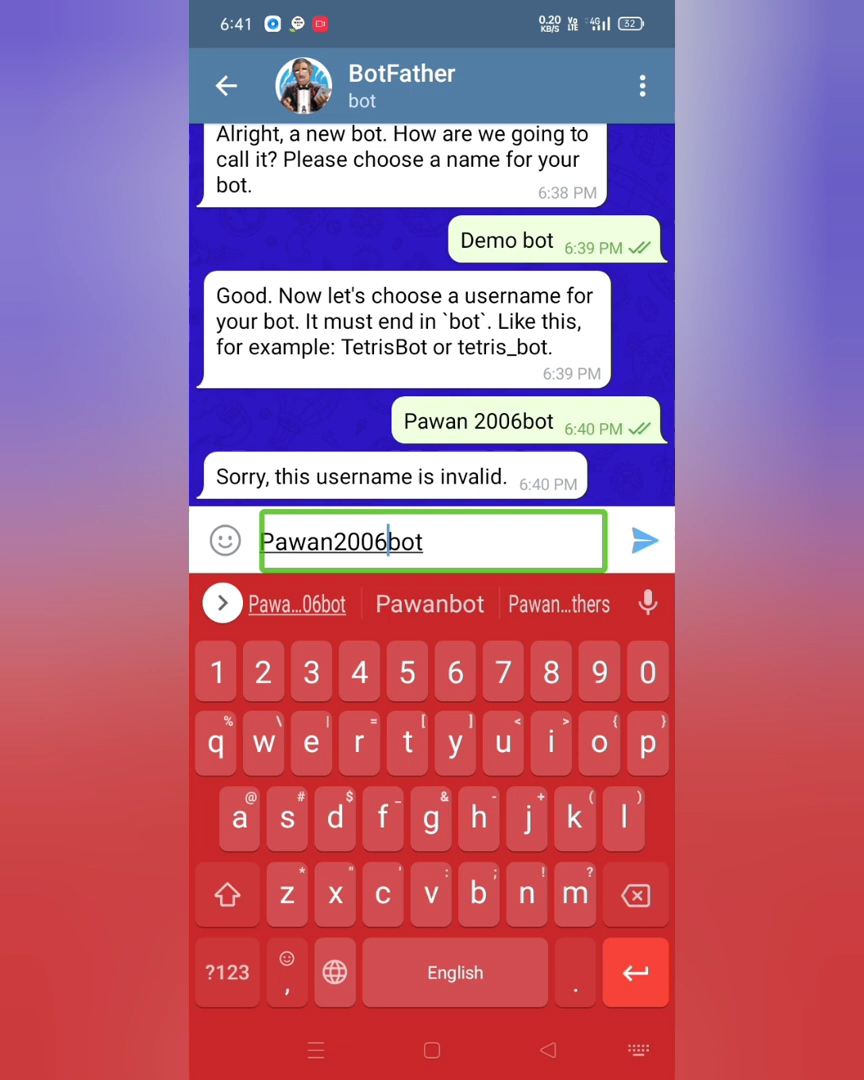 6:41 0.20 KB/S Vo LTE 4G 32
BotFather
bot
Alright, a new bot. How are we going to
call it? Please choose a name for your
bot.
6:38 PM
Demo bot 6:39 PM
Good. Now let's choose a username for
your bot. It must end in `bot`. Like this,
for example: TetrisBot or tetris_bot.
6:39 PM
Pawan 2006bot 6:40 PM
Sorry, this username is invalid. 6:40 PM
Pawan2006bot
Pawa...06bot Pawanbot Pawan...thers
1 2 3 4 5 6 7 8 9 0
% \ | = [ ] < > { }
q w e r t y u i o p
@ # $ _ & - + ( )
a s d f g h j k l
* " ' : ; ! ?
z x c v b n m
?123 , English .